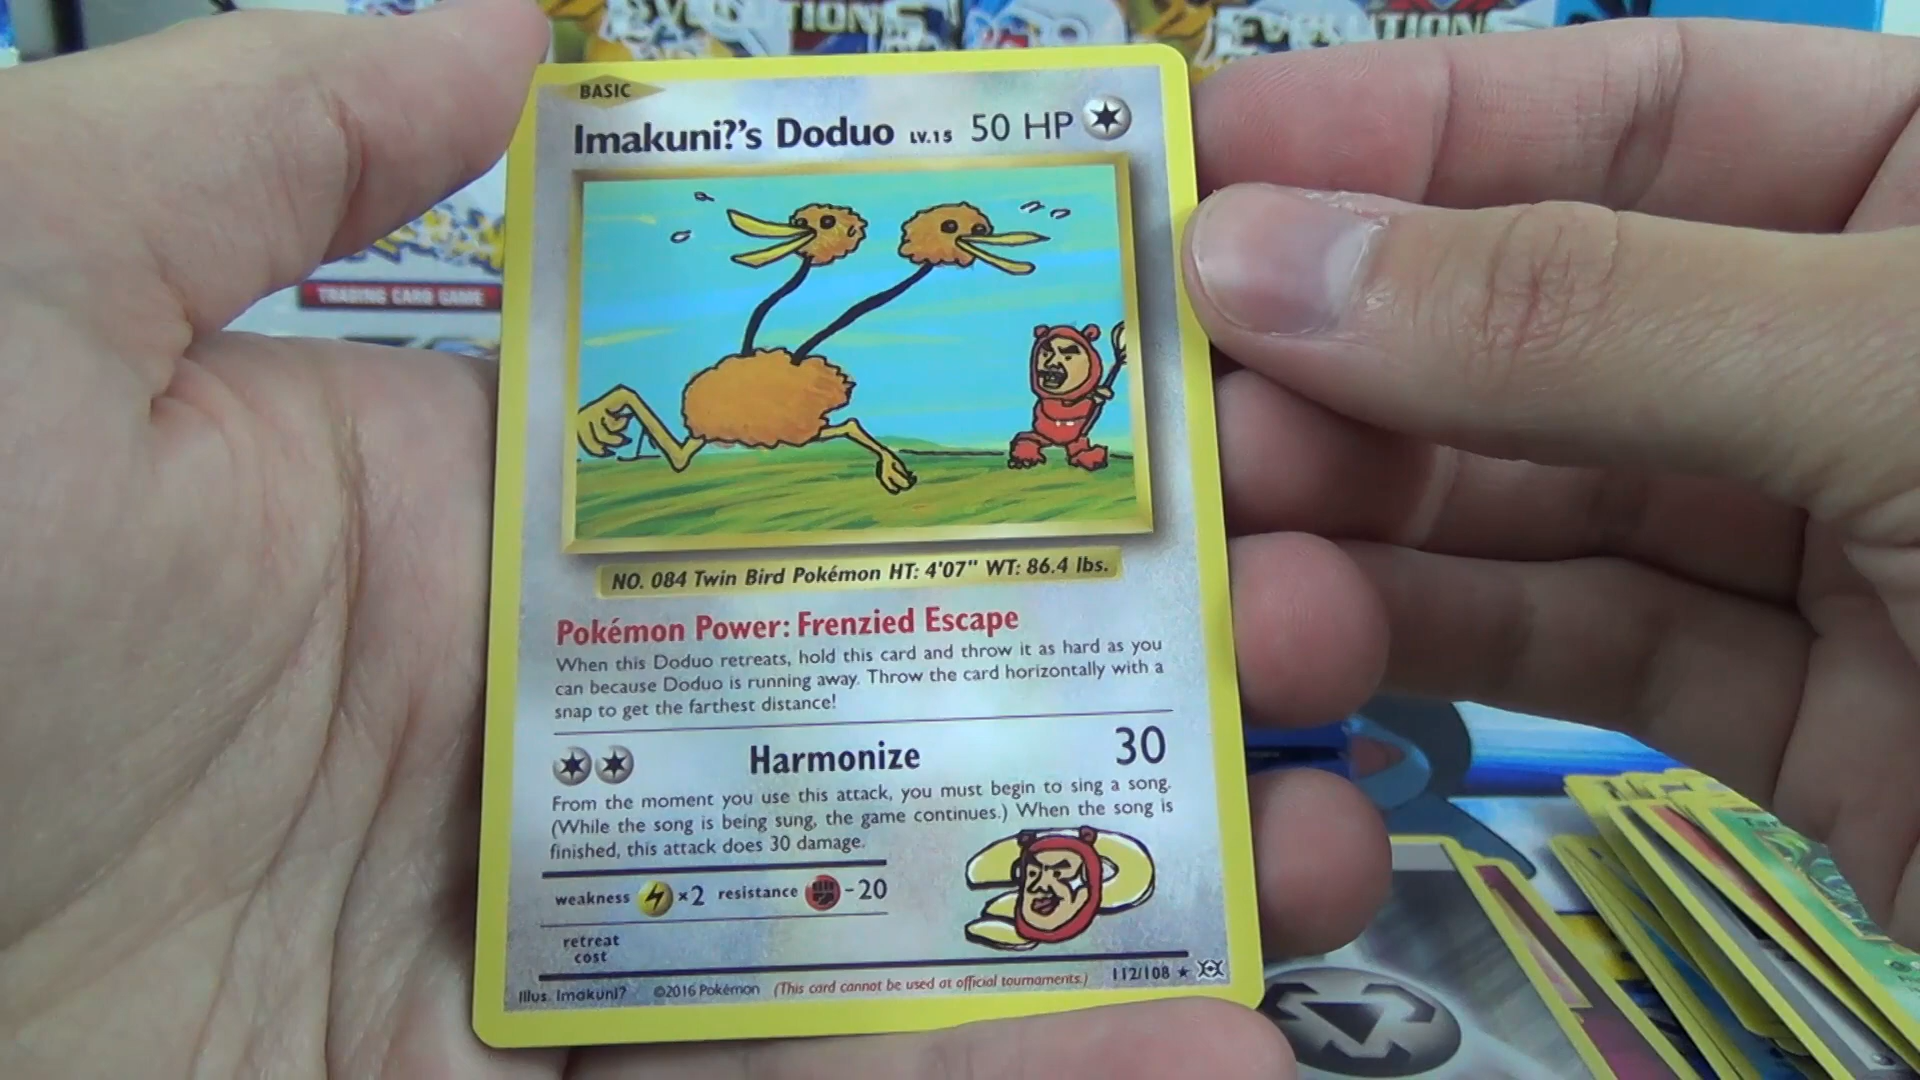 EVOLUTIONS
EVOLUTIONS
TRADING CARD GAME
BASIC
Imakuni?'s Doduo LV.15 50 HP
NO. 084 Twin Bird Pokémon HT: 4'07" WT: 86.4 lbs.
Pokémon Power: Frenzied Escape
When this Doduo retreats, hold this card and throw it as hard as you
can because Doduo is running away. Throw the card horizontally with a
snap to get the farthest distance!
Harmonize 30
From the moment you use this attack, you must begin to sing a song.
(While the song is being sung, the game continues.) When the song is
finished, this attack does 30 damage.
weakness ×2 resistance -20
retreat
cost
Illus. Imakuni? ©2016 Pokémon (This card cannot be used at official tournaments.) 112/108 ★